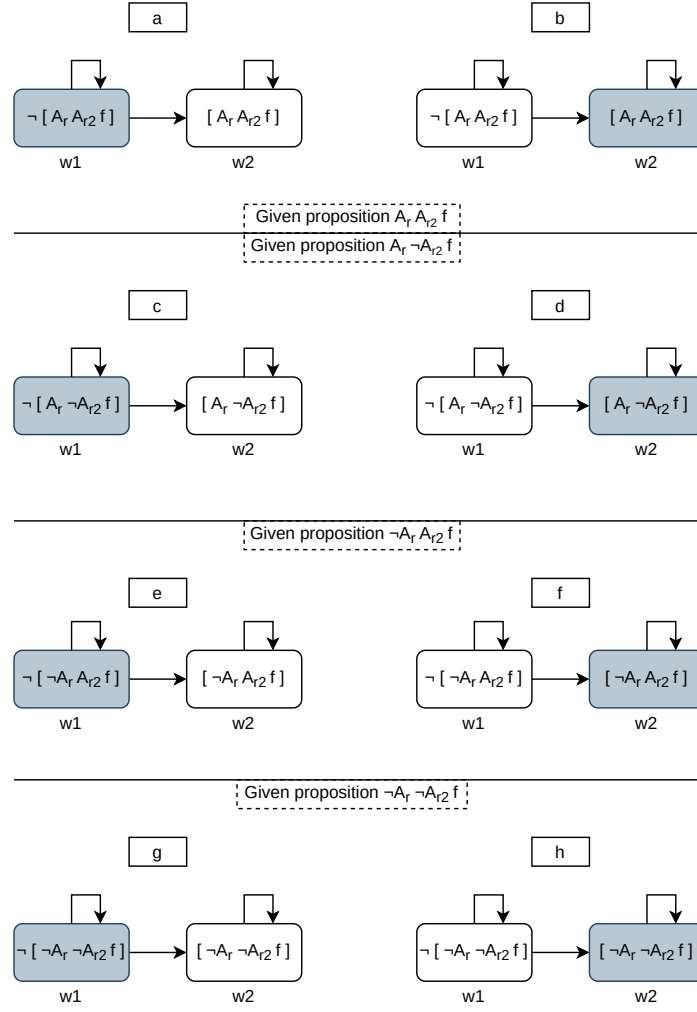 a
b
¬ [ Aᵣ Aᵣ₂ f ]
[ Aᵣ Aᵣ₂ f ]
¬ [ Aᵣ Aᵣ₂ f ]
[ Aᵣ Aᵣ₂ f ]
w1
w2
w1
w2
Given proposition Aᵣ Aᵣ₂ f
Given proposition Aᵣ ¬Aᵣ₂ f
c
d
¬ [ Aᵣ ¬Aᵣ₂ f ]
[ Aᵣ ¬Aᵣ₂ f ]
¬ [ Aᵣ ¬Aᵣ₂ f ]
[ Aᵣ ¬Aᵣ₂ f ]
w1
w2
w1
w2
Given proposition ¬Aᵣ Aᵣ₂ f
e
f
¬ [ ¬Aᵣ Aᵣ₂ f ]
[ ¬Aᵣ Aᵣ₂ f ]
¬ [ ¬Aᵣ Aᵣ₂ f ]
[ ¬Aᵣ Aᵣ₂ f ]
w1
w2
w1
w2
Given proposition ¬Aᵣ ¬Aᵣ₂ f
g
h
¬ [ ¬Aᵣ ¬Aᵣ₂ f ]
[ ¬Aᵣ ¬Aᵣ₂ f ]
¬ [ ¬Aᵣ ¬Aᵣ₂ f ]
[ ¬Aᵣ ¬Aᵣ₂ f ]
w1
w2
w1
w2